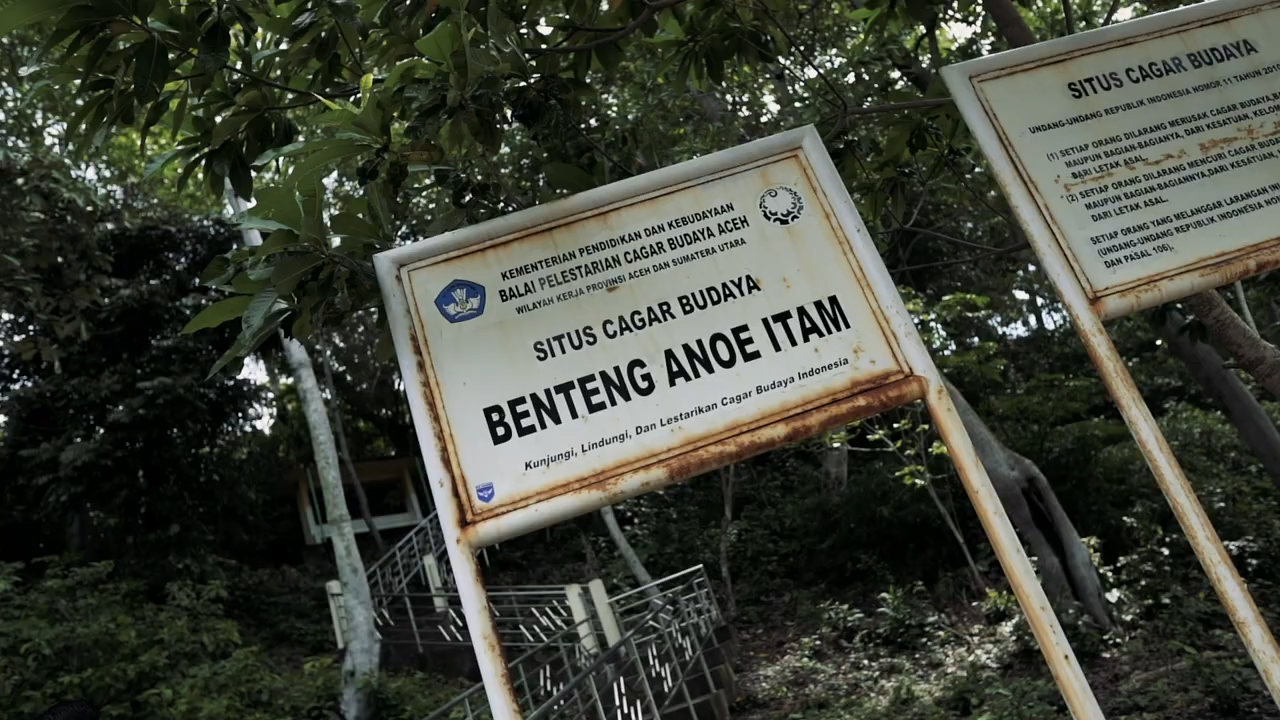 KEMENTERIAN PENDIDIKAN DAN KEBUDAYAAN
BALAI PELESTARIAN CAGAR BUDAYA ACEH
WILAYAH KERJA PROVINSI ACEH DAN SUMATERA UTARA
SITUS CAGAR BUDAYA
BENTENG ANOE ITAM
Kunjungi, Lindungi, Dan Lestarikan Cagar Budaya Indonesia
SITUS CAGAR BUDAYA
UNDANG-UNDANG REPUBLIK INDONESIA NOMOR 11 TAHUN 2010
(1) SETIAP ORANG DILARANG MERUSAK CAGAR BUDAYA,
MAUPUN BAGIAN-BAGIANYA, DARI KESATUAN,
DARI LETAK ASAL.
(2) SETIAP ORANG DILARANG MENCURI CAGAR
MAUPUN BAGIAN-BAGIANNYA,DARI KESATUAN,
DARI LETAK ASAL.
SETIAP ORANG YANG MELANGGAR LARANGAN
(UNDANG-UNDANG REPUBLIK INDONESIA
DAN PASAL 106).